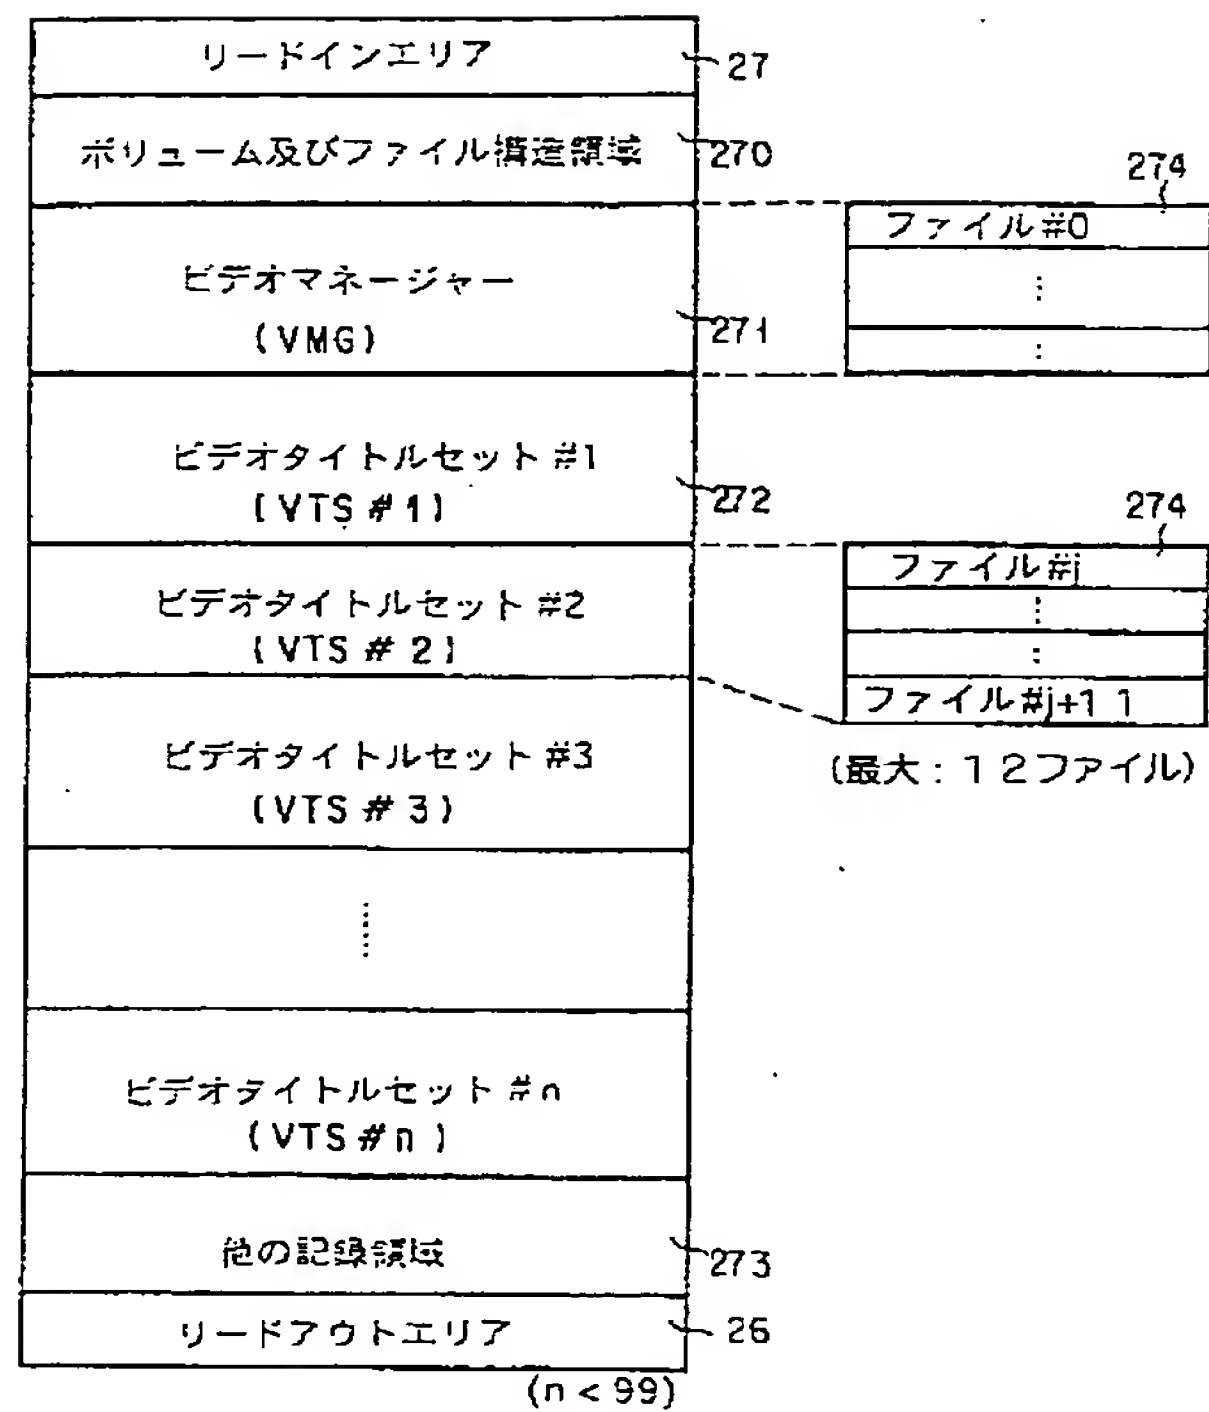 リードインエリア
27
ボリューム及びファイル構造領域
270
274
ファイル#0
ビデオマネージャー
(VMG)
271
ビデオタイトルセット #1
(VTS #1)
272
274
ファイル#j
ビデオタイトルセット #2
(VTS # 2)
ファイル#j+11
(最大:12ファイル)
ビデオタイトルセット #3
(VTS # 3)
ビデオタイトルセット #n
(VTS #n)
他の記録領域
273
リードアウトエリア
26
(n < 99)